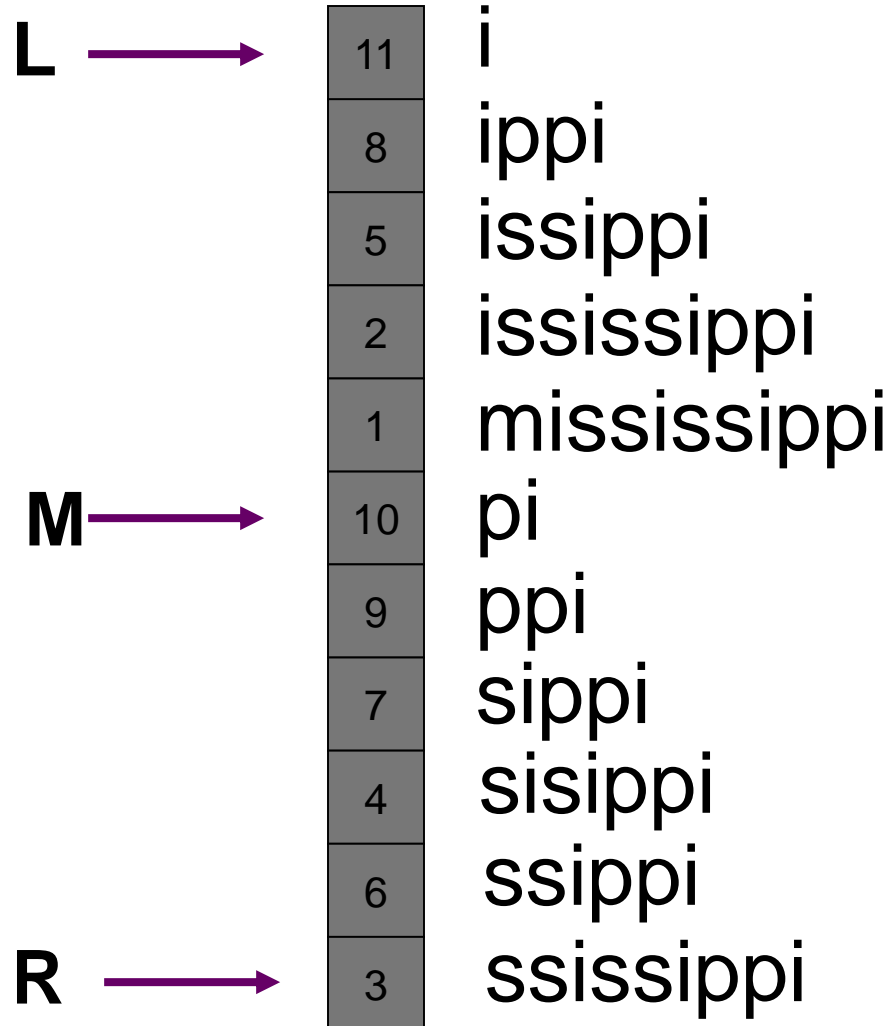 L 11 i
8 ippi
5 issippi
2 ississippi
1 mississippi
M 10 pi
9 ppi
7 sippi
4 sisippi
6 ssippi
R 3 ssissippi